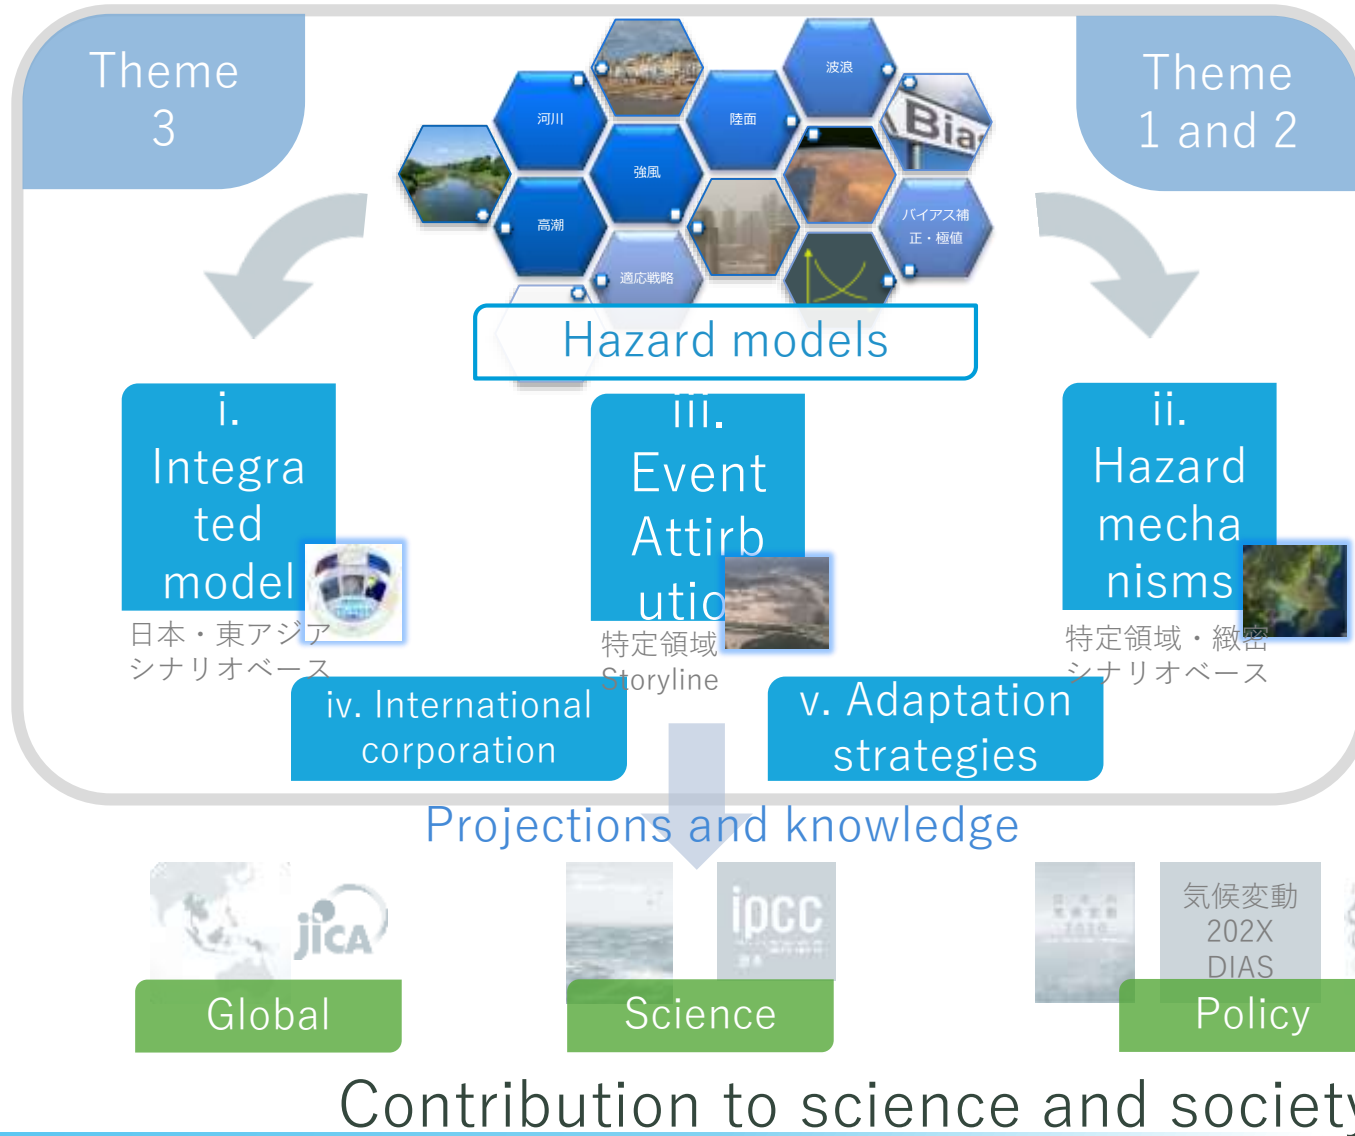 Theme
3
Theme
1 and 2
波浪
河川
陸面
Bia
強風
バイアス補
正・極値
高潮
適応戦略
Hazard models
i.
Integra
ted
model
日本・東アジア
シナリオベース
iii.
Event
Attirb
utio
特定領域
Storyline
ii.
Hazard
mecha
nisms
特定領域・緻密
シナリオベース
iv. International
corporation
v. Adaptation
strategies
Projections and knowledge
jICA
ipcc
気候変動
202X
DIAS
Global
Science
Policy
Contribution to science and society